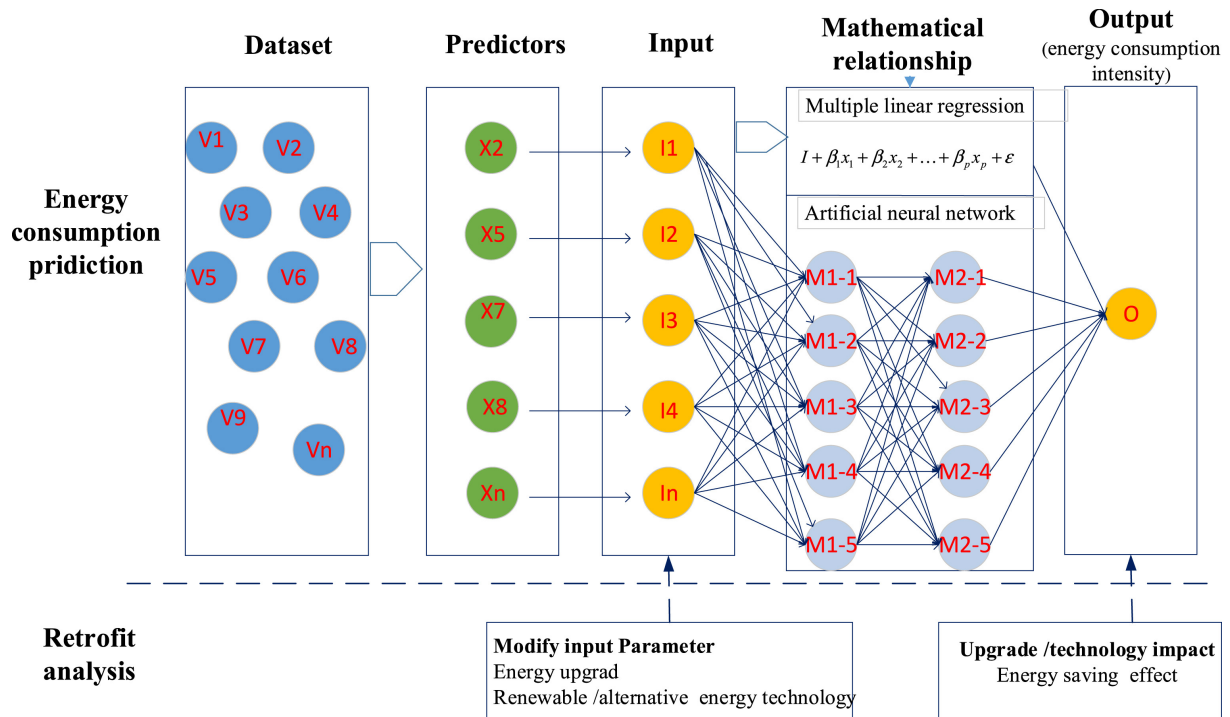 Dataset
Predictors
Input
Mathematical
relationship
Output
(energy consumption
intensity)
Energy
consumption
pridiction
V1
V2
V3
V4
V5
V6
V7
V8
V9
Vn
X2
X5
X7
X8
Xn
I1
I2
I3
I4
In
Multiple linear regression
I + β₁x₁ + β₂x₂ + … + βₚxₚ + ε
Artificial neural network
M1-1
M2-1
M1-2
M2-2
M1-3
M2-3
M1-4
M2-4
M1-5
M2-5
O
Retrofit
analysis
Modify input Parameter
Energy upgrad
Renewable /alternative energy technology
Upgrade /technology impact
Energy saving effect